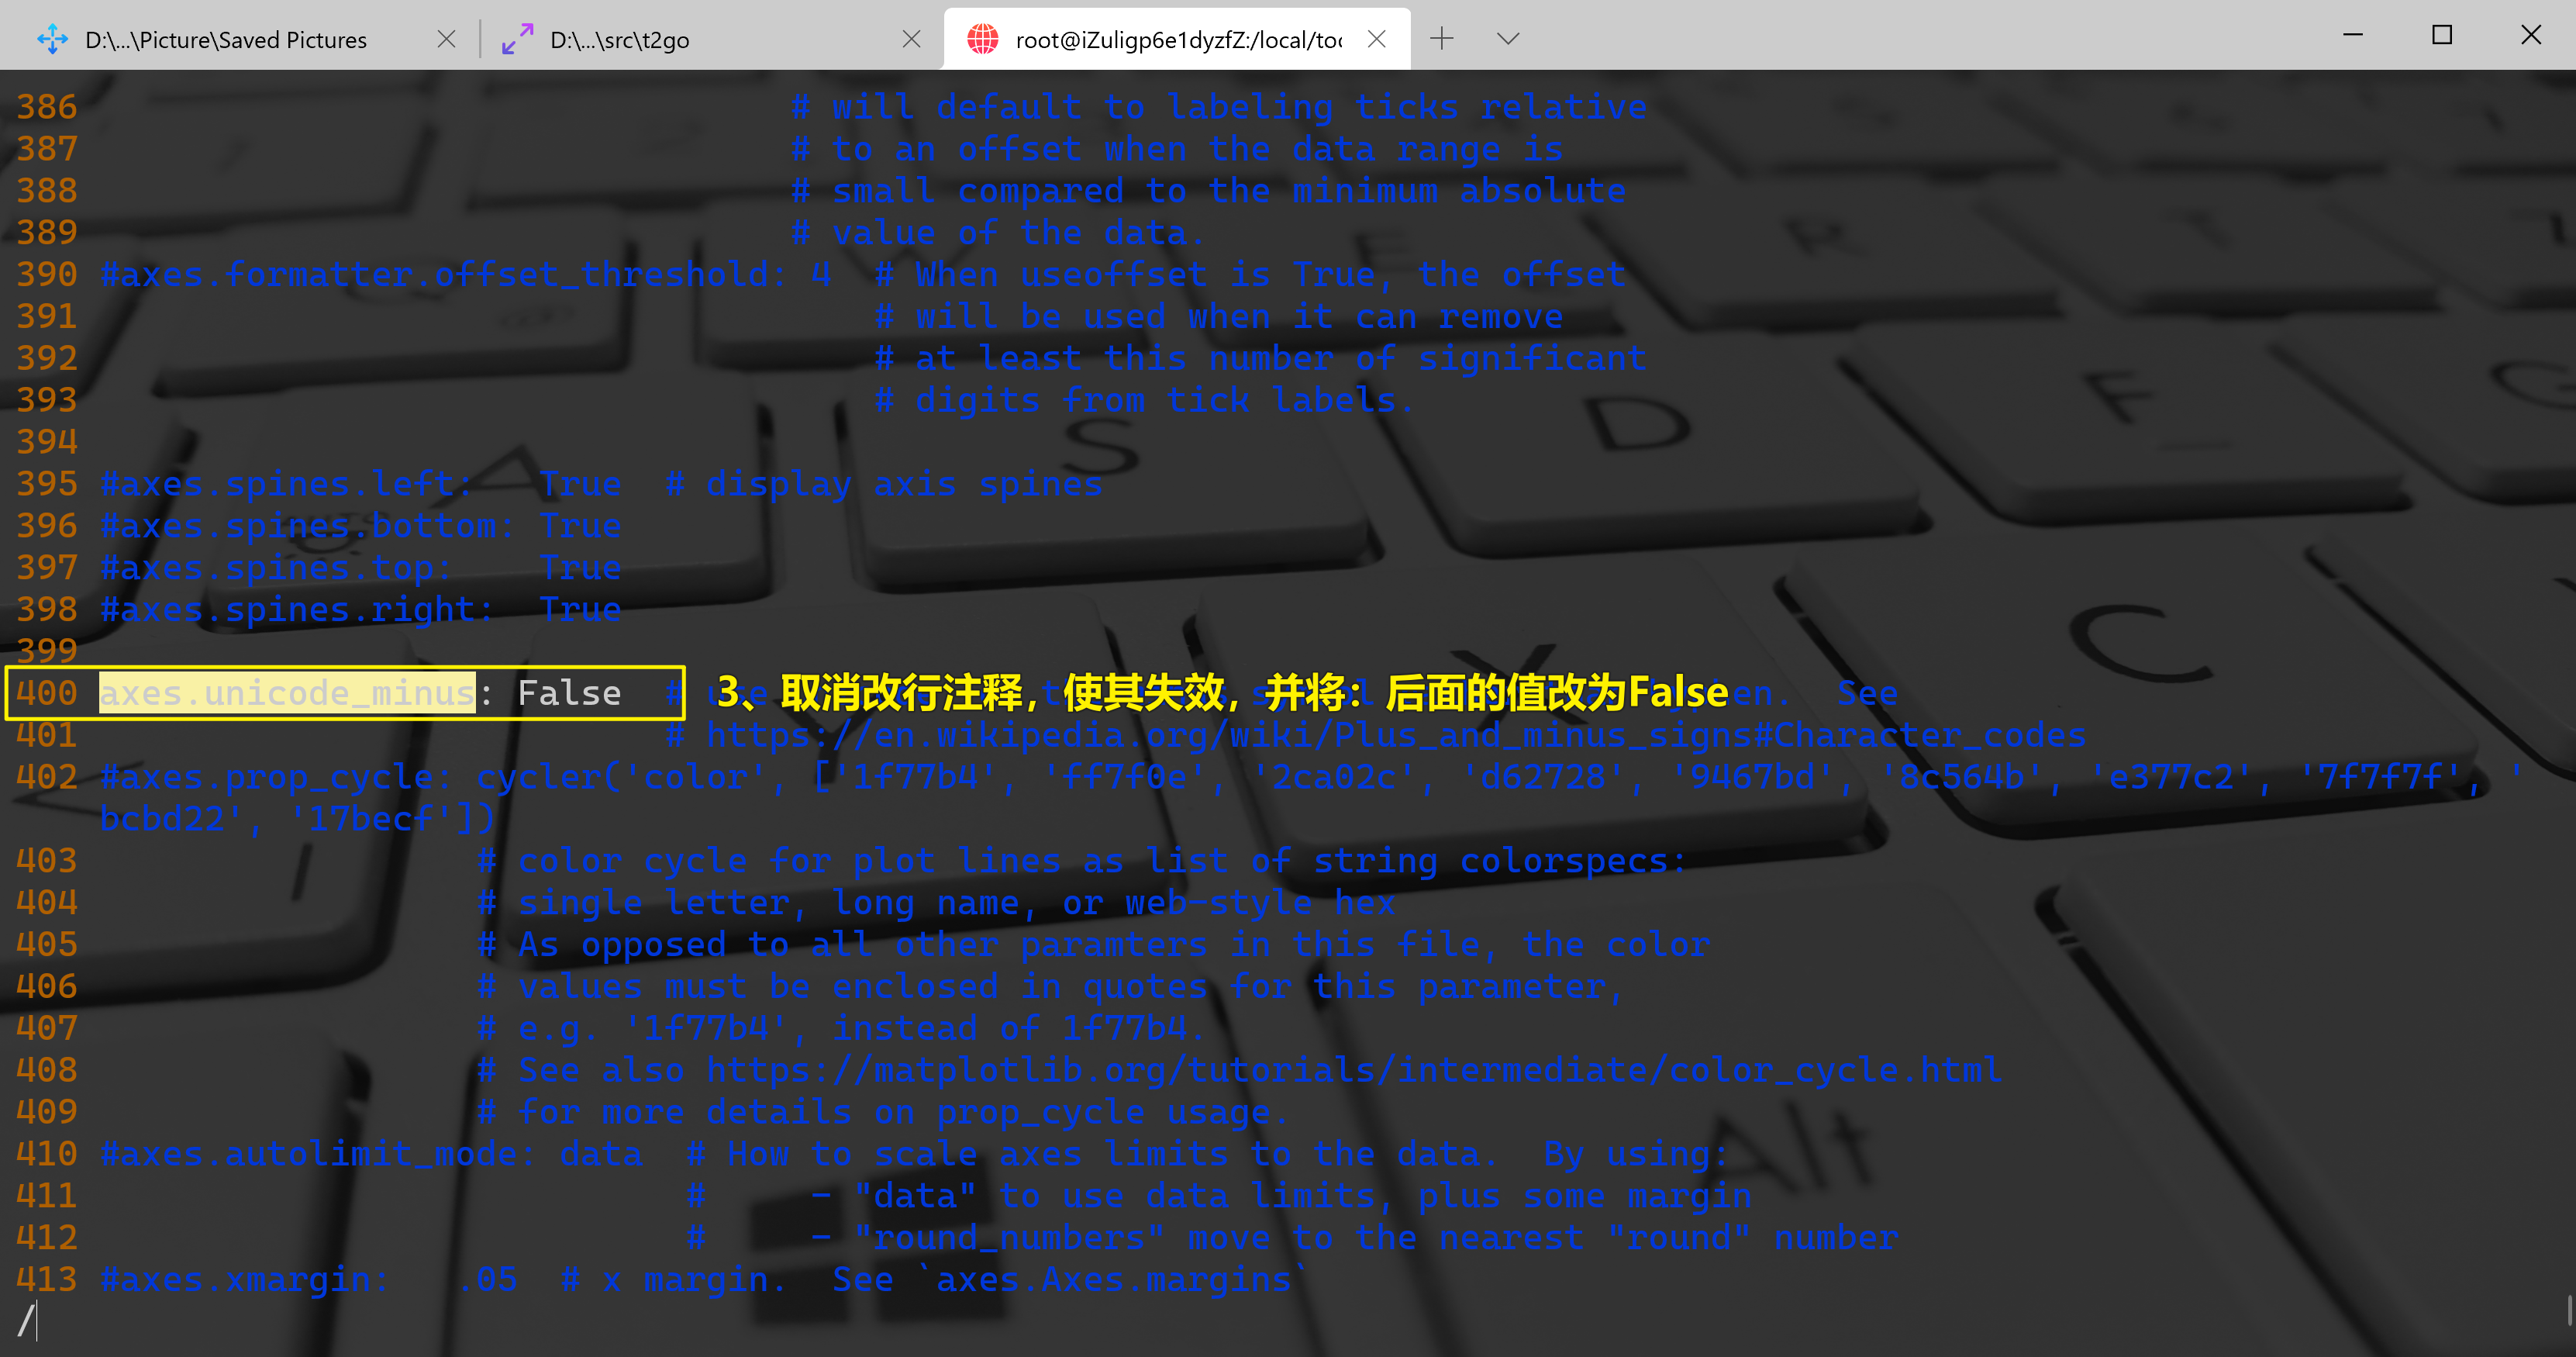 D:\...\Picture\Saved Pictures
D:\...\src\t2go
root@iZuligp6e1dyzfZ:/local/too
386 # will default to labeling ticks relative
387 # to an offset when the data range is
388 # small compared to the minimum absolute
389 # value of the data.
390 #axes.formatter.offset_threshold: 4 # When useoffset is True, the offset
391 # will be used when it can remove
392 # at least this number of significant
393 # digits from tick labels.
394
395 #axes.spines.left: True # display axis spines
396 #axes.spines.bottom: True
397 #axes.spines.top: True
398 #axes.spines.right: True
399
400 axes.unicode_minus: False # use See
3、取消改行注释，使其失效，并将：后面的值改为False
401 # https://en.wikipedia.org/wiki/Plus_and_minus_signs#Character_codes
402 #axes.prop_cycle: cycler('color', ['1f77b4', 'ff7f0e', '2ca02c', 'd62728', '9467bd', '8c564b', 'e377c2', '7f7f7f', '
bcbd22', '17becf'])
403 # color cycle for plot lines as list of string colorspecs:
404 # single letter, long name, or web-style hex
405 # As opposed to all other paramters in this file, the color
406 # values must be enclosed in quotes for this parameter,
407 # e.g. '1f77b4', instead of 1f77b4.
408 # See also https://matplotlib.org/tutorials/intermediate/color_cycle.html
409 # for more details on prop_cycle usage.
410 #axes.autolimit_mode: data # How to scale axes limits to the data. By using:
411 # - "data" to use data limits, plus some margin
412 # - "round_numbers" move to the nearest "round" number
413 #axes.xmargin: .05 # x margin. See `axes.Axes.margins`
/